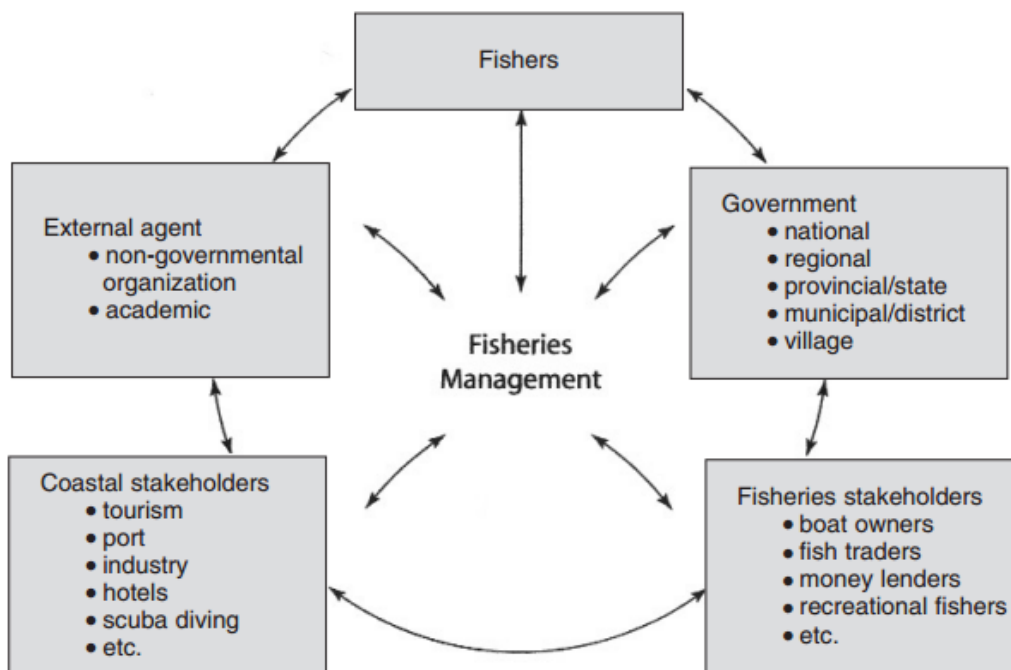 Fishers
External agent
• non-governmental
organization
• academic
Government
• national
• regional
• provincial/state
• municipal/district
• village
Fisheries
Management
Coastal stakeholders
• tourism
• port
• industry
• hotels
• scuba diving
• etc.
Fisheries stakeholders
• boat owners
• fish traders
• money lenders
• recreational fishers
• etc.